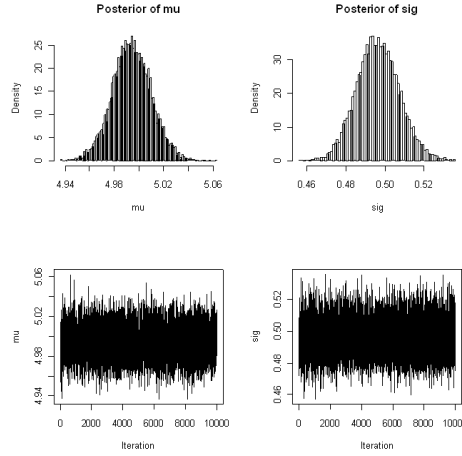 Posterior of mu
Density
0 5 10 15 20 25
4.94 4.98 5.02 5.06
mu
Posterior of sig
Density
0 10 20 30
0.46 0.48 0.50 0.52
sig
mu
4.94 4.98 5.02 5.06
0 2000 4000 6000 8000 10000
Iteration
sig
0.46 0.48 0.50 0.52
0 2000 4000 6000 8000 1000
Iteration